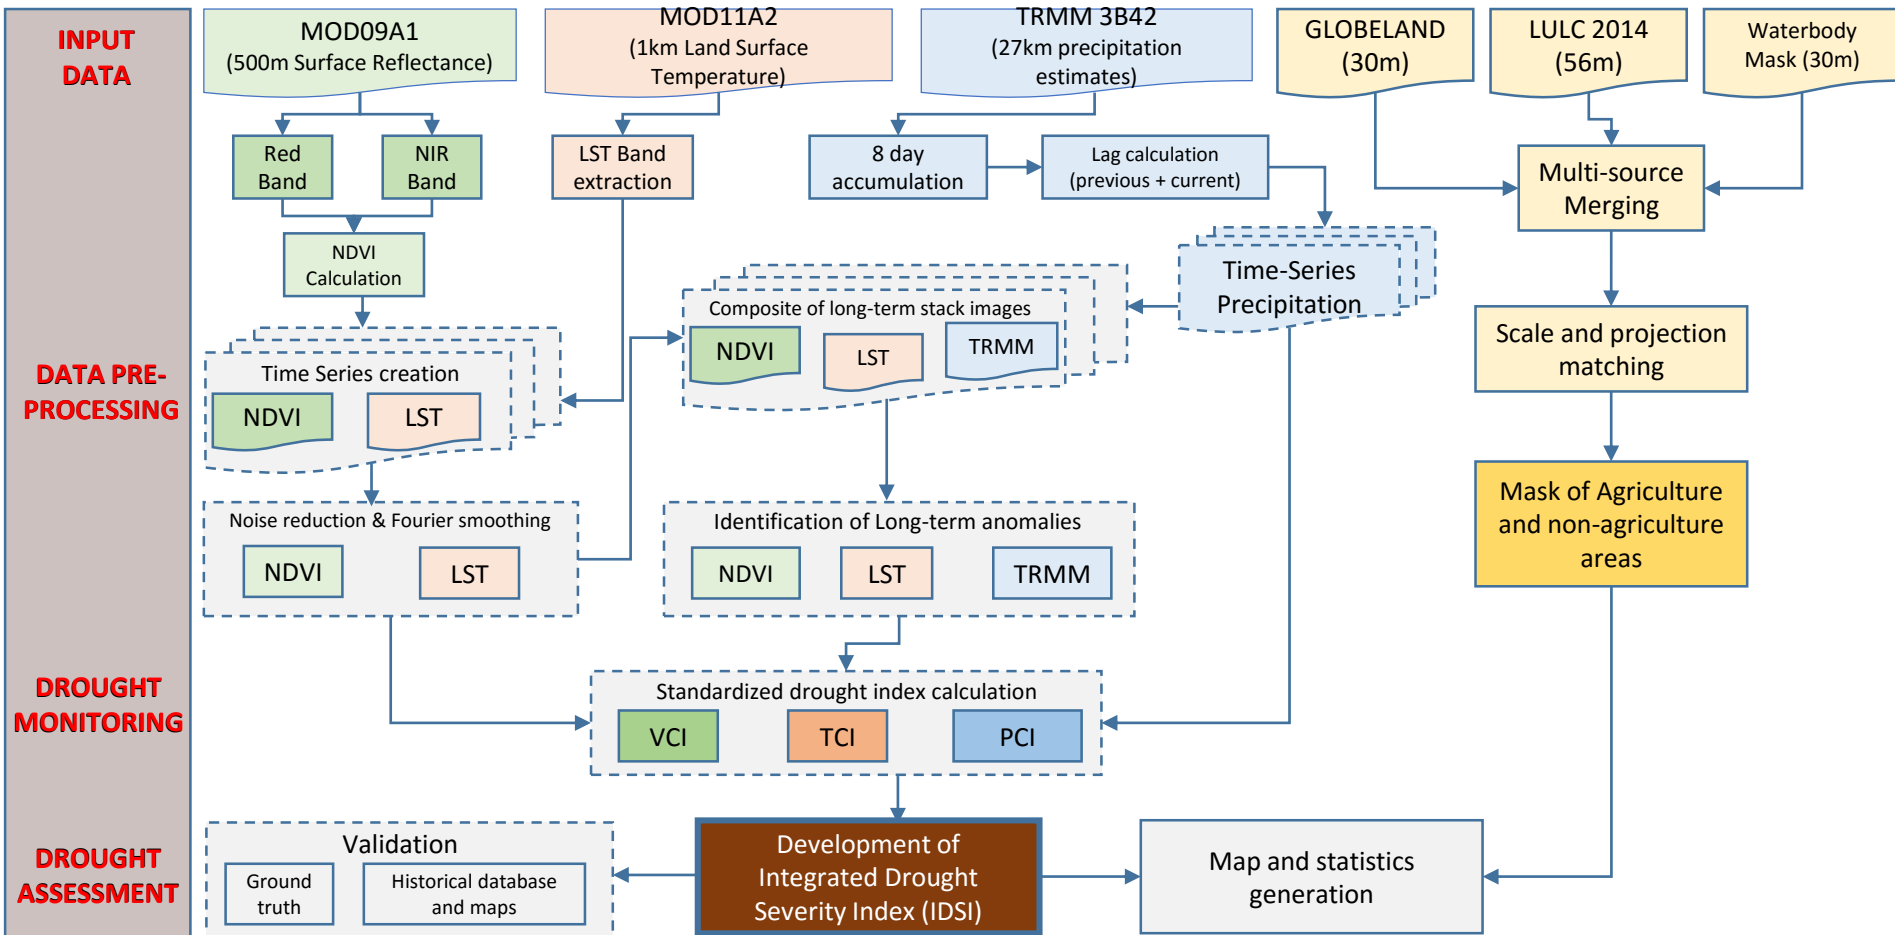 INPUT
DATA
MOD09A1
(500m Surface Reflectance)
MOD11A2
(1km Land Surface
Temperature)
TRMM 3B42
(27km precipitation
estimates)
GLOBELAND
(30m)
LULC 2014
(56m)
Waterbody
Mask (30m)
Red
Band
NIR
Band
LST Band
extraction
8 day
accumulation
Lag calculation
(previous + current)
Multi-source
Merging
NDVI
Calculation
Time-Series
Precipitation
Composite of long-term stack images
NDVI
LST
TRMM
Scale and projection
matching
DATA PRE-
PROCESSING
Time Series creation
NDVI
LST
Noise reduction & Fourier smoothing
NDVI
LST
Identification of Long-term anomalies
NDVI
LST
TRMM
Mask of Agriculture
and non-agriculture
areas
DROUGHT
MONITORING
Standardized drought index calculation
VCI
TCI
PCI
DROUGHT
ASSESSMENT
Validation
Ground
truth
Historical database
and maps
Development of
Integrated Drought
Severity Index (IDSI)
Map and statistics
generation